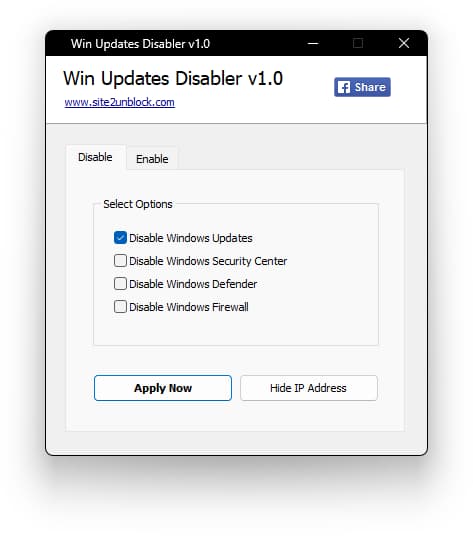 Win Updates Disabler v1.0
Win Updates Disabler v1.0
www.site2unblock.com
f Share
Disable
Enable
Select Options
Disable Windows Updates
Disable Windows Security Center
Disable Windows Defender
Disable Windows Firewall
Apply Now
Hide IP Address